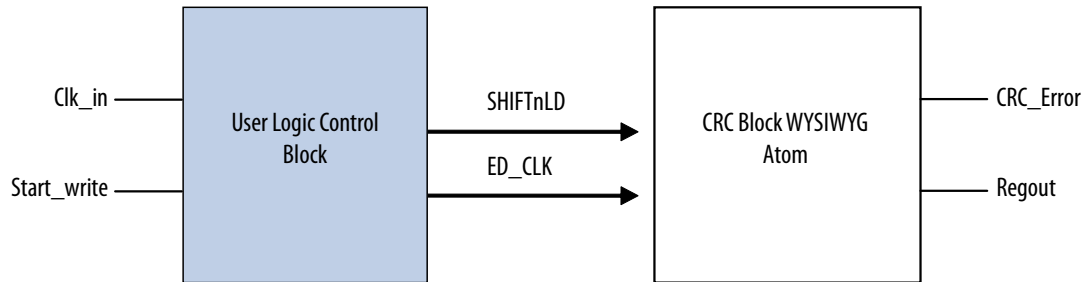 Clk_in
Start_write
User Logic Control
Block
SHIFTnLD
ED_CLK
CRC Block WYSIWYG
Atom
CRC_Error
Regout